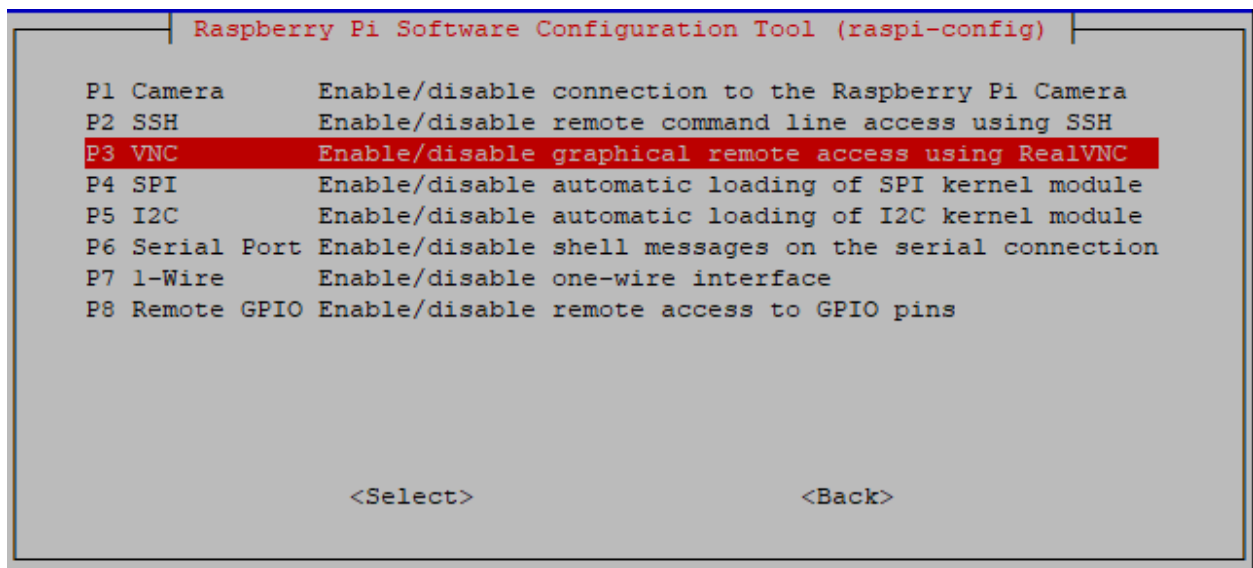 Raspberry Pi Software Configuration Tool (raspi-config)
P1 Camera Enable/disable connection to the Raspberry Pi Camera
P2 SSH Enable/disable remote command line access using SSH
P3 VNC Enable/disable graphical remote access using RealVNC
P4 SPI Enable/disable automatic loading of SPI kernel module
P5 I2C Enable/disable automatic loading of I2C kernel module
P6 Serial Port Enable/disable shell messages on the serial connection
P7 1-Wire Enable/disable one-wire interface
P8 Remote GPIO Enable/disable remote access to GPIO pins
<Select> <Back>